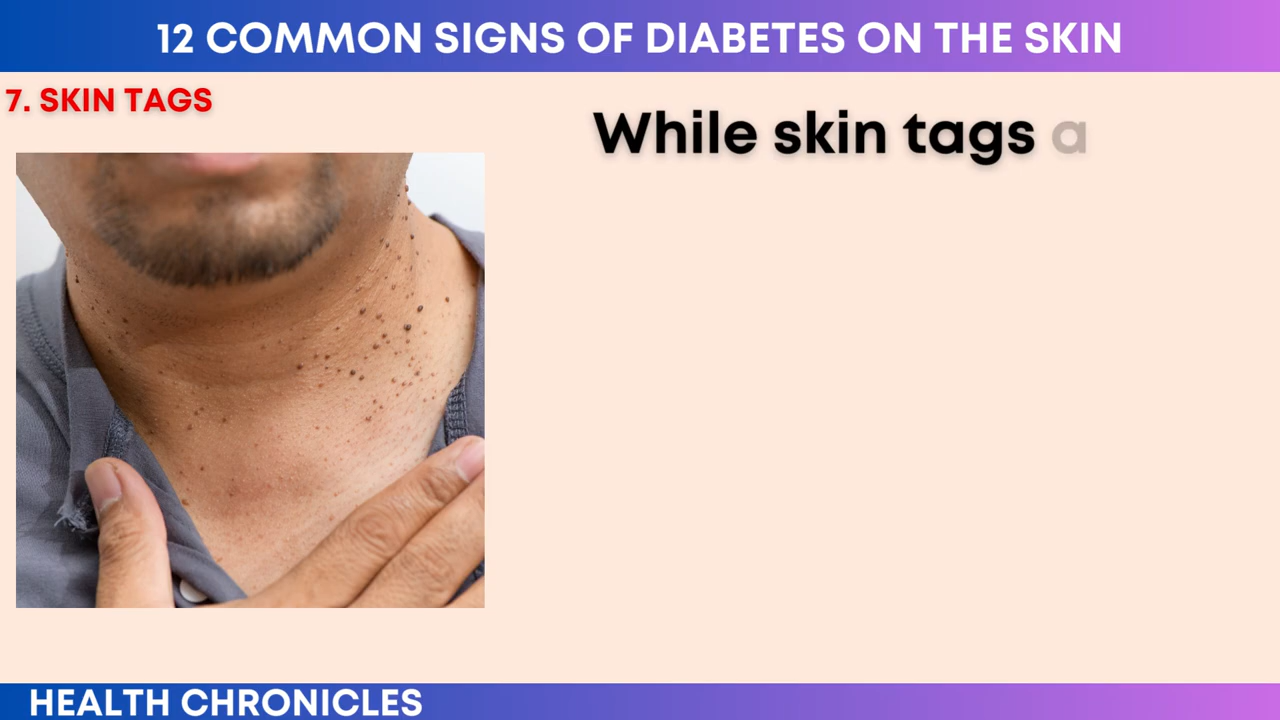 12 COMMON SIGNS OF DIABETES ON THE SKIN
7. SKIN TAGS
While skin tags a
HEALTH CHRONICLES